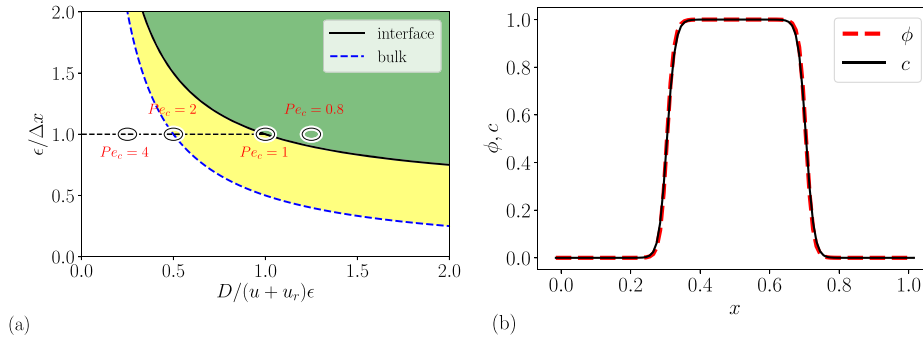 2.0
1.5
1.0
0.5
0.0
ϵ/Δx
interface
bulk
Pe_c = 2
Pe_c = 0.8
Pe_c = 4
Pe_c = 1
0.0 0.5 1.0 1.5 2.0
D/(u + u_r)ϵ
(a)
1.0
0.8
0.6
0.4
0.2
0.0
ϕ, c
ϕ
c
0.0 0.2 0.4 0.6 0.8 1.0
x
(b)